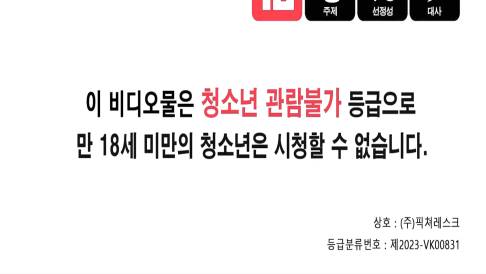 주제 선정성 대사
이 비디오물은 청소년 관람불가 등급으로
만 18세 미만의 청소년은 시청할 수 없습니다.
상호 : (주)픽쳐레스크
등급분류번호 : 제2023-VK00831